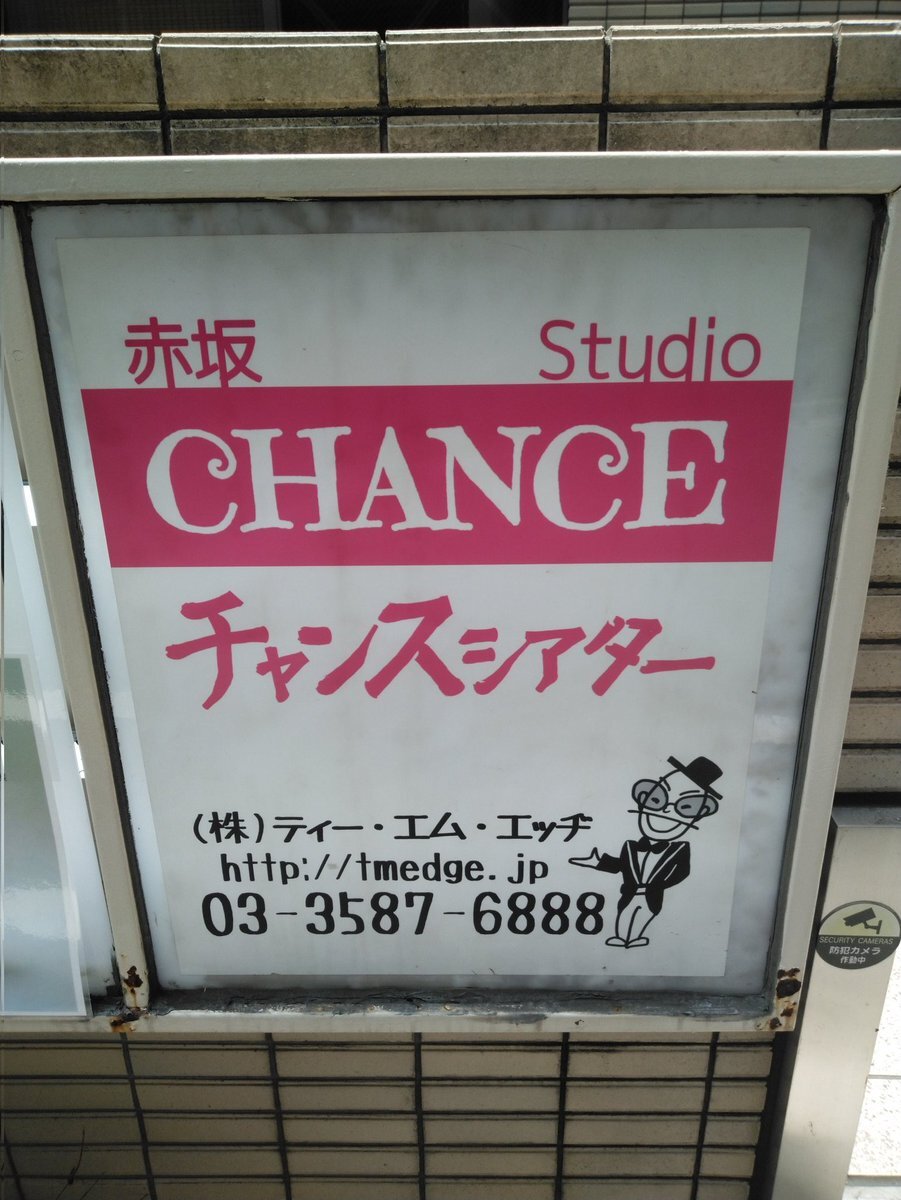 赤坂 Studio
CHANCE
チャンスシアター
(株)ティー・エム・エッヂ
http://tmedge.jp
03-3587-6888
SECURITY CAMERAS
防犯カメラ
作動中